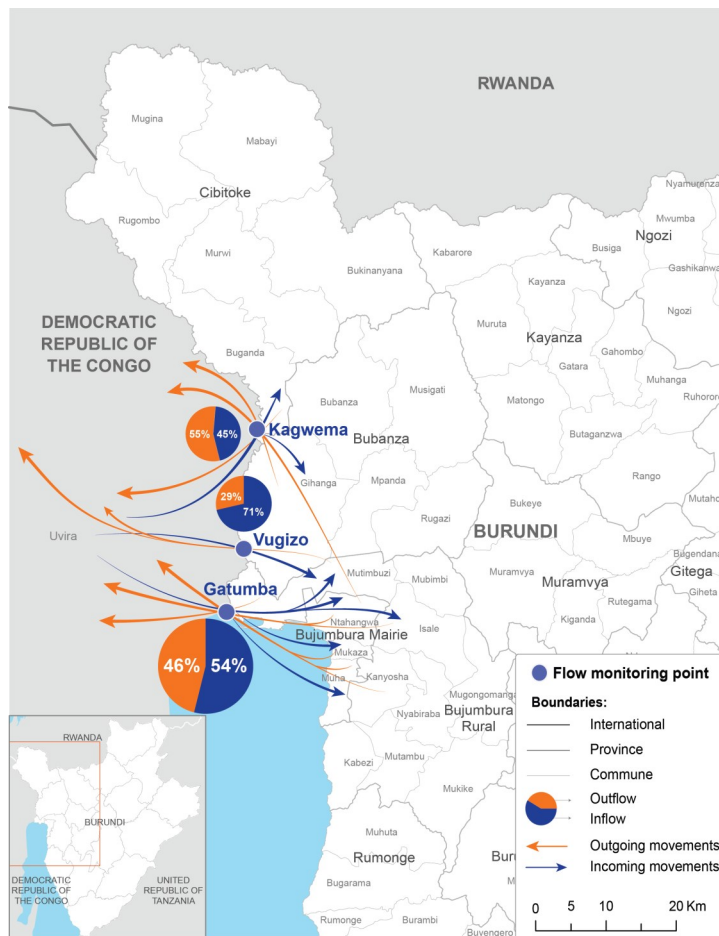 RWANDA
Mugina
Mabayi
Cibitoke
Rugombo
Murwi
Bukinanyana
Nyamurenza
Mwumba
Ngozi
Busiga
Gashikanwa
Kabarore
Kayanza
Ngozi
Muruta
Kayanza
DEMOCRATIC
REPUBLIC OF
THE CONGO
Buganda
Gatara
Gahombo
Muhanga
Ruhororo
Musigati
Bubanza
Matongo
55%
45%
Kagwema
Bubanza
Butaganzwa
Gihanga
Mpanda
Rango
29%
71%
Bukeye
Mutaho
Rugazi
BURUNDI
Uvira
Vugizo
Mbuye
Bugendana
Mutimbuzi
Mubimbi
Muramvya
Muramvya
Gitega
Gatumba
Giheta
Rutegama
Ntahangwa
Isale
Kiganda
Bujumbura Mairie
Mukaza
46%
54%
Muha
Kanyosha
Mugongomanga
Nyabiraba
Bujumbura
Rural
Kabezi
Mutambu
Mukike
Muhuta
Rumonge
Bugarama
Rumonge
Burambi
Buyengero
Flow monitoring point
Boundaries:
International
Province
Commune
Outflow
Inflow
Outgoing movements
Incoming movements
0
5
10
20 Km
RWANDA
BURUNDI
DEMOCRATIC
REPUBLIC OF
THE CONGO
UNITED
REPUBLIC OF
TANZANIA